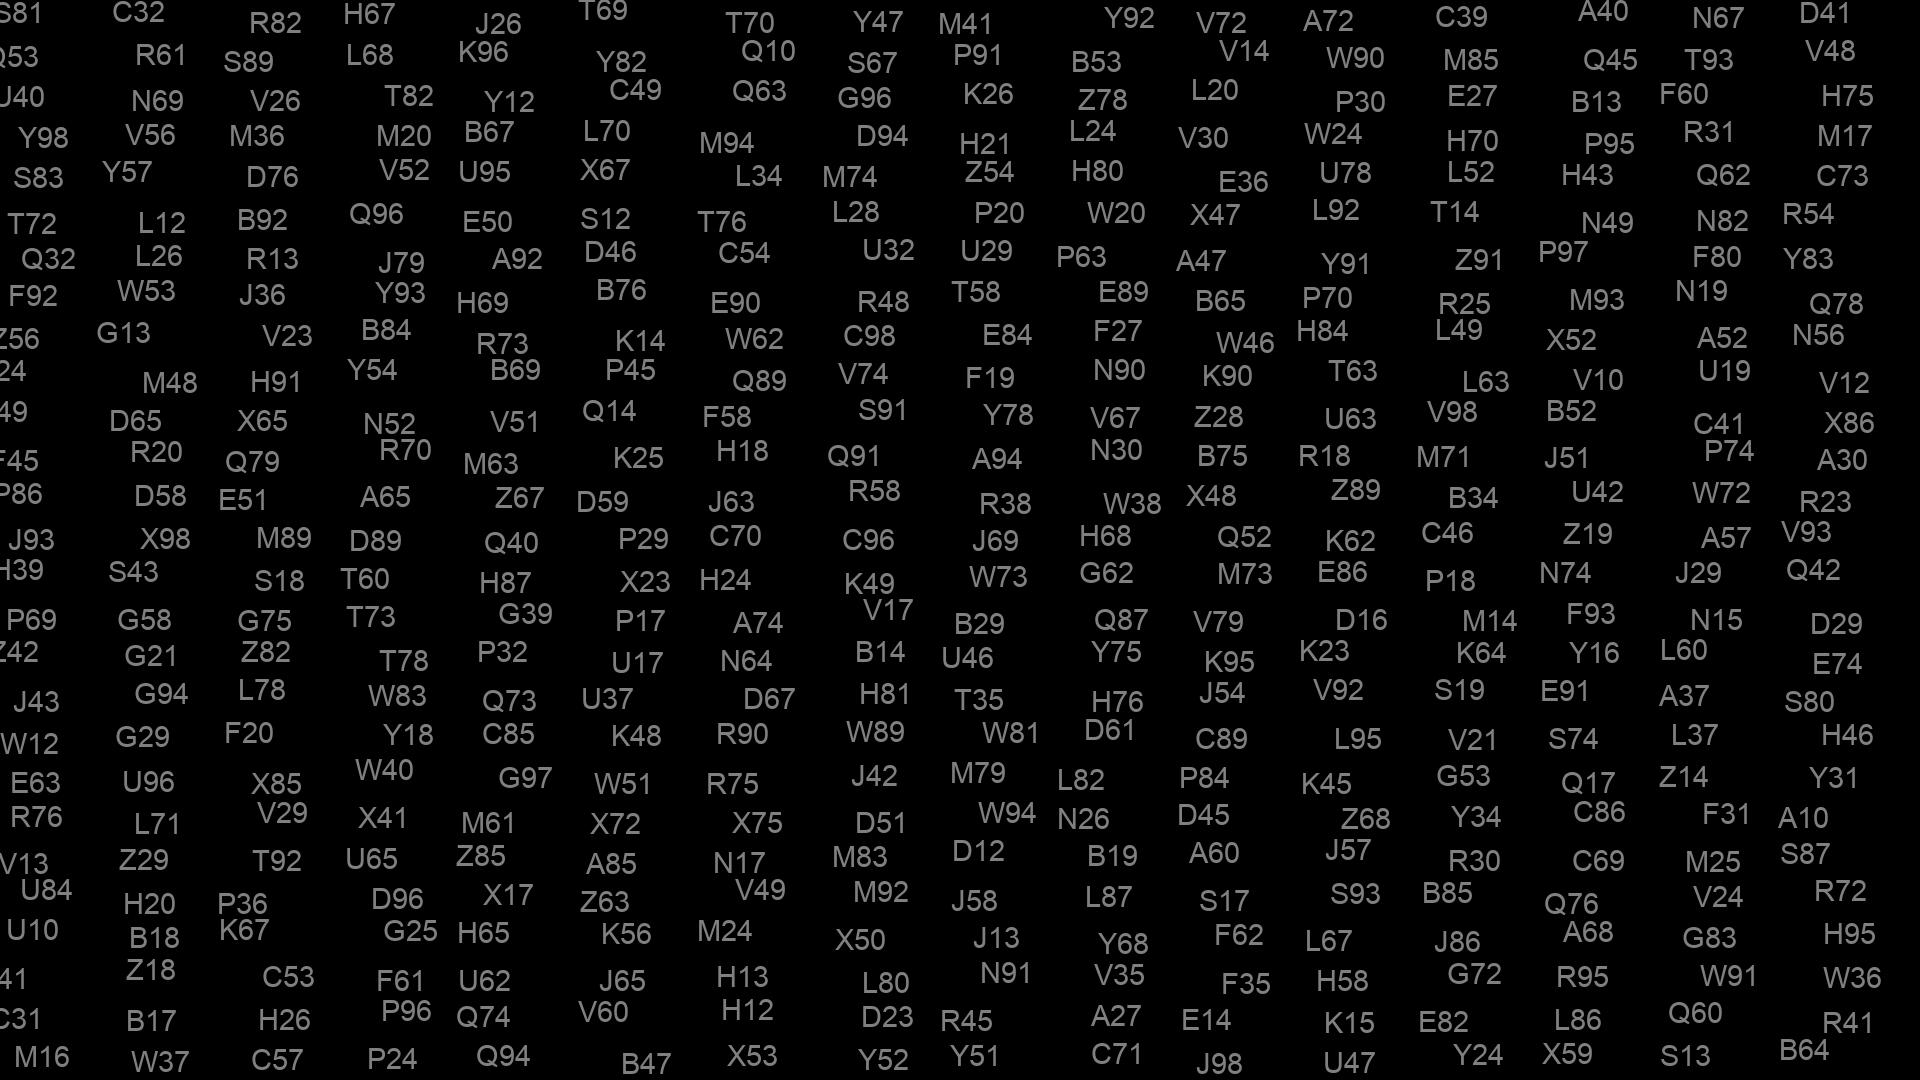 S81 C32 R82 H67 J26 T69 T70 Y47 M41 Y92 V72 A72 C39 A40 N67 D41
Q53 R61 S89 L68 K96 Y82 Q10 S67 P91 B53 V14 W90 M85 Q45 T93 V48
U40 N69 V26 T82 Y12 C49 Q63 G96 K26 Z78 L20 P30 E27 B13 F60 H75
Y98 V56 M36 M20 B67 L70 M94 D94 H21 L24 V30 W24 H70 P95 R31 M17
S83 Y57 D76 V52 U95 X67 L34 M74 Z54 H80 E36 U78 L52 H43 Q62 C73
T72 L12 B92 Q96 E50 S12 T76 L28 P20 W20 X47 L92 T14 N49 N82 R54
Q32 L26 R13 J79 A92 D46 C54 U32 U29 P63 A47 Y91 Z91 P97 F80 Y83
F92 W53 J36 Y93 H69 B76 E90 R48 T58 E89 B65 P70 R25 M93 N19 Q78
Z56 G13 V23 B84 R73 K14 W62 C98 E84 F27 W46 H84 L49 X52 A52 N56
24 M48 H91 Y54 B69 P45 Q89 V74 F19 N90 K90 T63 L63 V10 U19 V12
49 D65 X65 N52 V51 Q14 F58 S91 Y78 V67 Z28 U63 V98 B52 C41 X86
F45 R20 Q79 R70 M63 K25 H18 Q91 A94 N30 B75 R18 M71 J51 P74 A30
P86 D58 E51 A65 Z67 D59 J63 R58 R38 W38 X48 Z89 B34 U42 W72 R23
J93 X98 M89 D89 Q40 P29 C70 C96 J69 H68 Q52 K62 C46 Z19 A57 V93
H39 S43 S18 T60 H87 X23 H24 K49 W73 G62 M73 E86 P18 N74 J29 Q42
P69 G58 G75 T73 G39 P17 A74 V17 B29 Q87 V79 D16 M14 F93 N15 D29
Z42 G21 Z82 T78 P32 U17 N64 B14 U46 Y75 K95 K23 K64 Y16 L60 E74
J43 G94 L78 W83 Q73 U37 D67 H81 T35 H76 J54 V92 S19 E91 A37 S80
W12 G29 F20 Y18 C85 K48 R90 W89 W81 D61 C89 L95 V21 S74 L37 H46
E63 U96 X85 W40 G97 W51 R75 J42 M79 L82 P84 K45 G53 Q17 Z14 Y31
R76 L71 V29 X41 M61 X72 X75 D51 W94 N26 D45 Z68 Y34 C86 F31 A10
V13 Z29 T92 U65 Z85 A85 N17 M83 D12 B19 A60 J57 R30 C69 M25 S87
U84 H20 P36 D96 X17 Z63 V49 M92 J58 L87 S17 S93 B85 Q76 V24 R72
U10 B18 K67 G25 H65 K56 M24 X50 J13 Y68 F62 L67 J86 A68 G83 H95
41 Z18 C53 F61 U62 J65 H13 L80 N91 V35 F35 H58 G72 R95 W91 W36
C31 B17 H26 P96 Q74 V60 H12 D23 R45 A27 E14 K15 E82 L86 Q60 R41
M16 W37 C57 P24 Q94 B47 X53 Y52 Y51 C71 J98 U47 Y24 X59 S13 B64